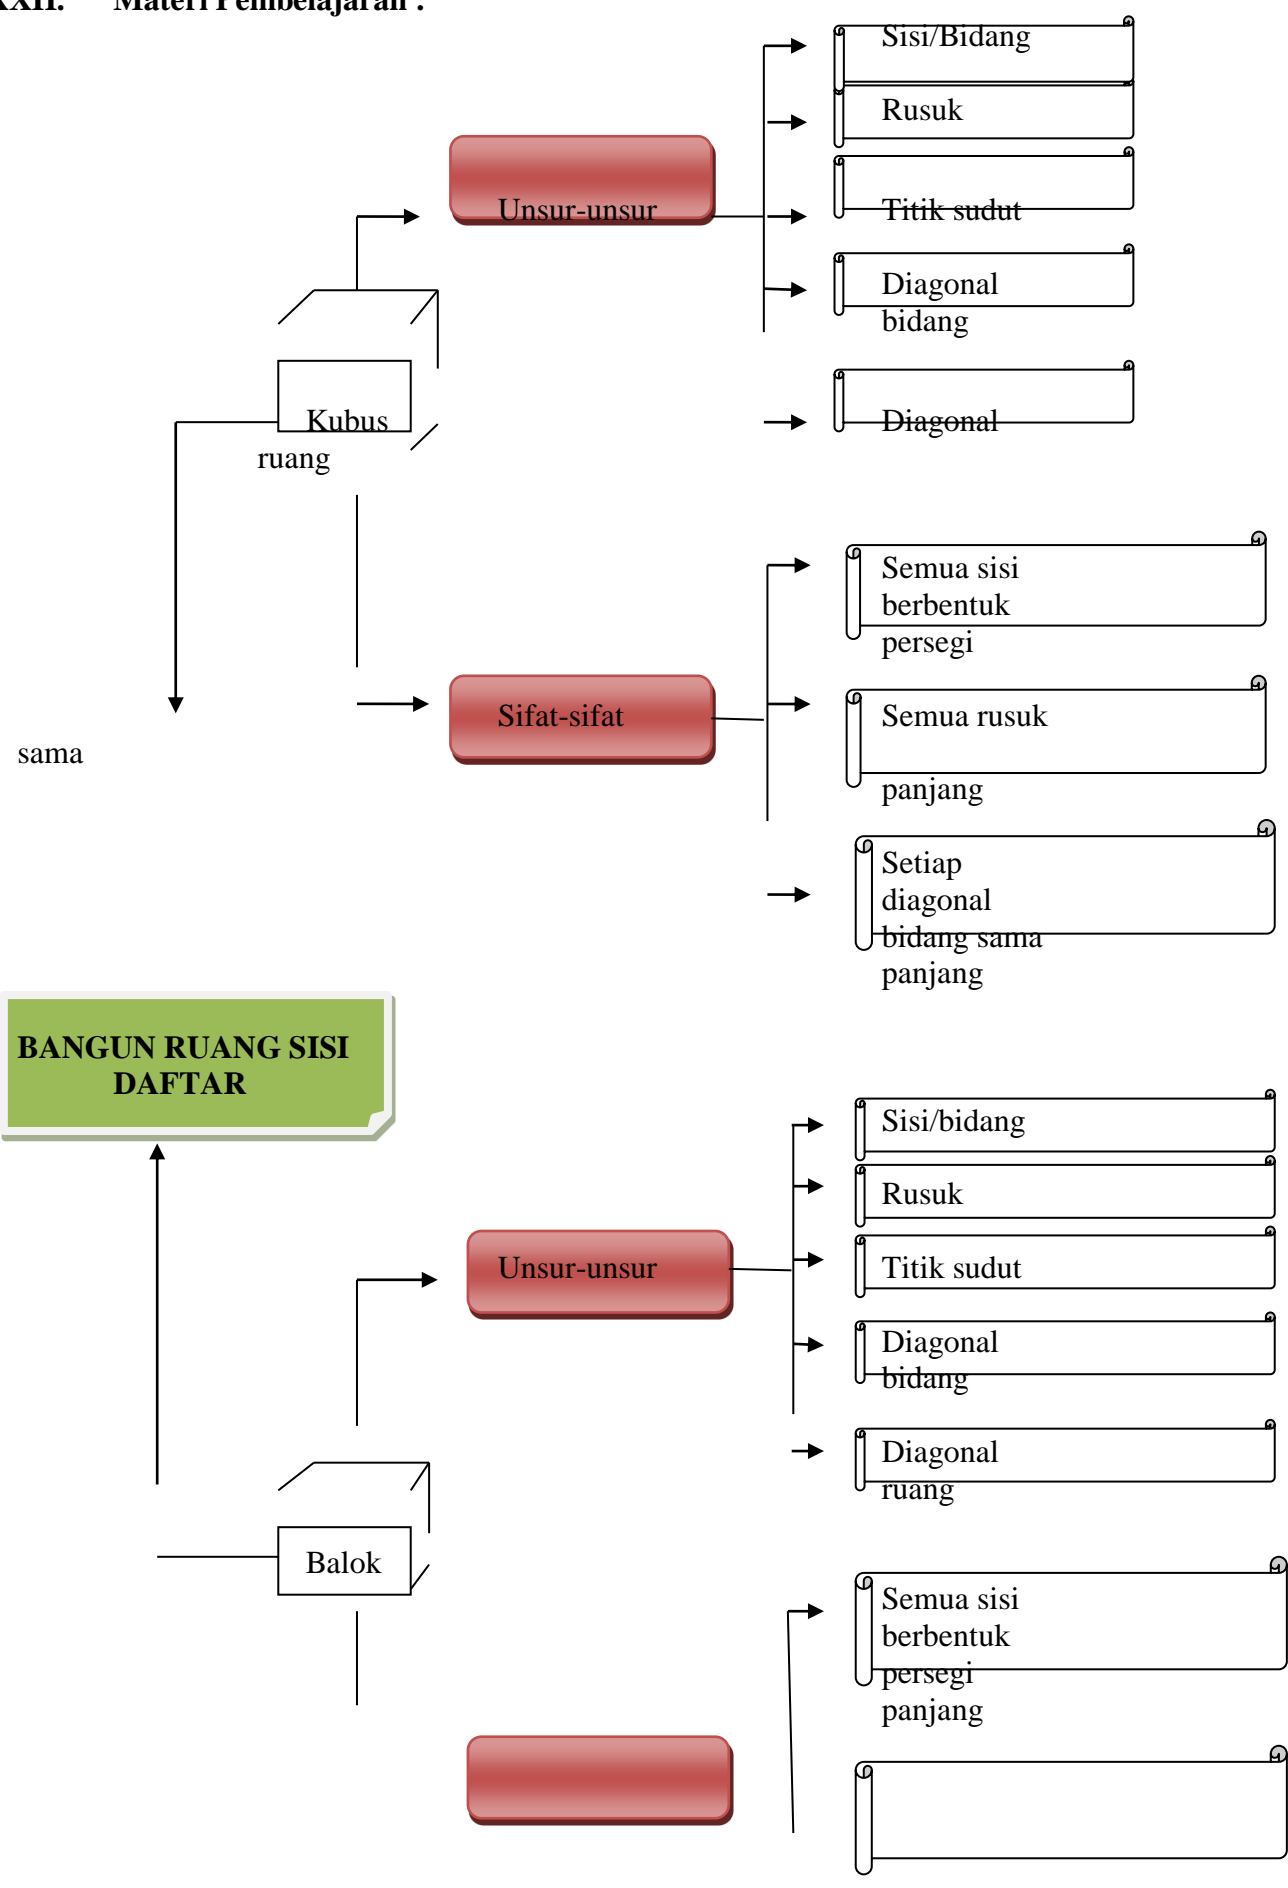 XXII. Materi Pembelajaran :
Sisi/Bidang
Rusuk
Unsur-unsur
Titik sudut
Diagonal
bidang
Kubus
Diagonal
ruang
Semua sisi
berbentuk
persegi
Sifat-sifat
Semua rusuk
sama
panjang
Setiap
diagonal
bidang sama
panjang
BANGUN RUANG SISI
DAFTAR
Sisi/bidang
Rusuk
Unsur-unsur
Titik sudut
Diagonal
bidang
Diagonal
ruang
Balok
Semua sisi
berbentuk
persegi
panjang